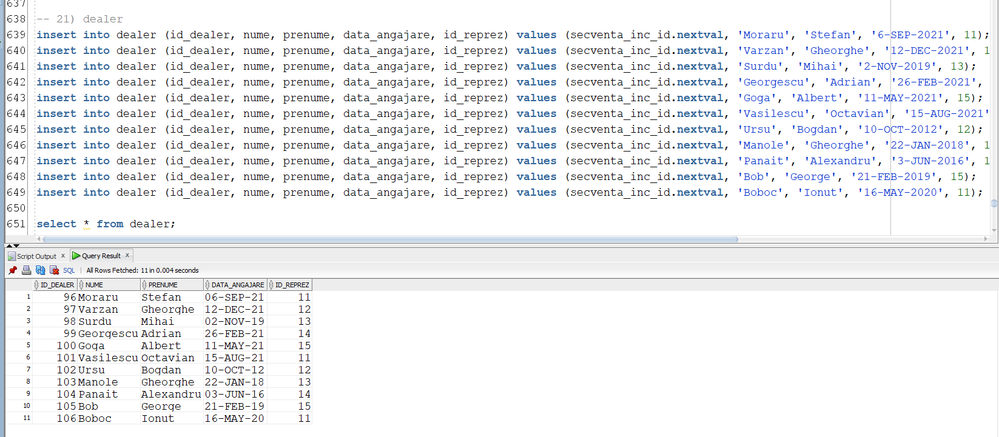 637
638 -- 21) dealer
639 insert into dealer (id_dealer, nume, prenume, data_angajare, id_reprez) values (secventa_inc_id.nextval, 'Moraru', 'Stefan', '6-SEP-2021', 11);
640 insert into dealer (id_dealer, nume, prenume, data_angajare, id_reprez) values (secventa_inc_id.nextval, 'Varzan', 'Gheorghe', '12-DEC-2021', 1
641 insert into dealer (id_dealer, nume, prenume, data_angajare, id_reprez) values (secventa_inc_id.nextval, 'Surdu', 'Mihai', '2-NOV-2019', 13);
642 insert into dealer (id_dealer, nume, prenume, data_angajare, id_reprez) values (secventa_inc_id.nextval, 'Georgescu', 'Adrian', '26-FEB-2021',
643 insert into dealer (id_dealer, nume, prenume, data_angajare, id_reprez) values (secventa_inc_id.nextval, 'Goga', 'Albert', '11-MAY-2021', 15);
644 insert into dealer (id_dealer, nume, prenume, data_angajare, id_reprez) values (secventa_inc_id.nextval, 'Vasilescu', 'Octavian', '15-AUG-2021'
645 insert into dealer (id_dealer, nume, prenume, data_angajare, id_reprez) values (secventa_inc_id.nextval, 'Ursu', 'Bogdan', '10-OCT-2012', 12);
646 insert into dealer (id_dealer, nume, prenume, data_angajare, id_reprez) values (secventa_inc_id.nextval, 'Manole', 'Gheorghe', '22-JAN-2018', 1
647 insert into dealer (id_dealer, nume, prenume, data_angajare, id_reprez) values (secventa_inc_id.nextval, 'Panait', 'Alexandru', '3-JUN-2016', 1
648 insert into dealer (id_dealer, nume, prenume, data_angajare, id_reprez) values (secventa_inc_id.nextval, 'Bob', 'George', '21-FEB-2019', 15);
649 insert into dealer (id_dealer, nume, prenume, data_angajare, id_reprez) values (secventa_inc_id.nextval, 'Boboc', 'Ionut', '16-MAY-2020', 11);
650
651 select * from dealer;
Script Output x Query Result x
SQL | All Rows Fetched: 11 in 0.004 seconds
ID_DEALER NUME PRENUME DATA_ANGAJARE ID_REPREZ
1 96 Moraru Stefan 06-SEP-21 11
2 97 Varzan Gheorghe 12-DEC-21 12
3 98 Surdu Mihai 02-NOV-19 13
4 99 Georgescu Adrian 26-FEB-21 14
5 100 Goga Albert 11-MAY-21 15
6 101 Vasilescu Octavian 15-AUG-21 11
7 102 Ursu Bogdan 10-OCT-12 12
8 103 Manole Gheorghe 22-JAN-18 13
9 104 Panait Alexandru 03-JUN-16 14
10 105 Bob George 21-FEB-19 15
11 106 Boboc Ionut 16-MAY-20 11